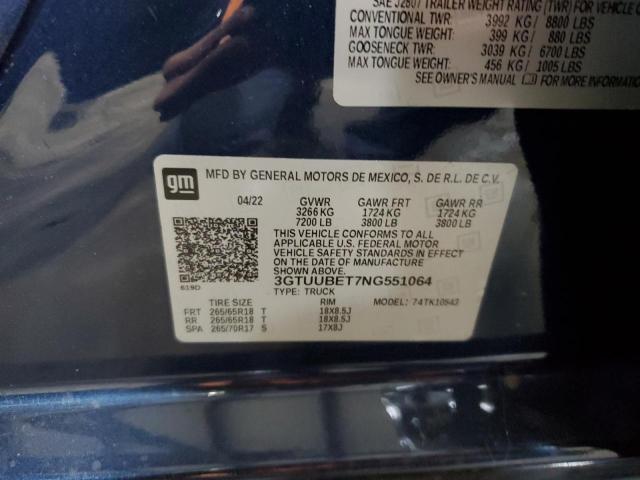 SAE J2807 TRAILER WEIGHT RATING (TWR) FOR VEHICLE
CONVENTIONAL TWR: 3992 KG/ 8800 LBS
MAX TONGUE WT: 399 KG/ 880 LBS
GOOSENECK TWR: 3039 KG/ 6700 LBS
MAX TONGUE WT: 456 KG/ 1005 LBS
SEE OWNER'S MANUAL FOR MORE INFORMATION
gm
MFD BY GENERAL MOTORS DE MEXICO, S. DE R.L. DE C.V.
04/22 GVWR GAWR FRT GAWR RR
3266 KG 1724 KG 1724 KG
7200 LB 3800 LB 3800 LB
THIS VEHICLE CONFORMS TO ALL
APPLICABLE U.S. FEDERAL MOTOR
VEHICLE SAFETY STANDARDS IN EFFECT
ON THE DATE OF MANUFACTURE SHOWN ABOVE.
3GTUUBET7NG551064
619D TYPE: TRUCK
TIRE SIZE RIM MODEL: 74TK10543
FRT 265/65R18 T 18X8.5J
RR 265/65R18 T 18X8.5J
SPA 265/70R17 S 17X8J